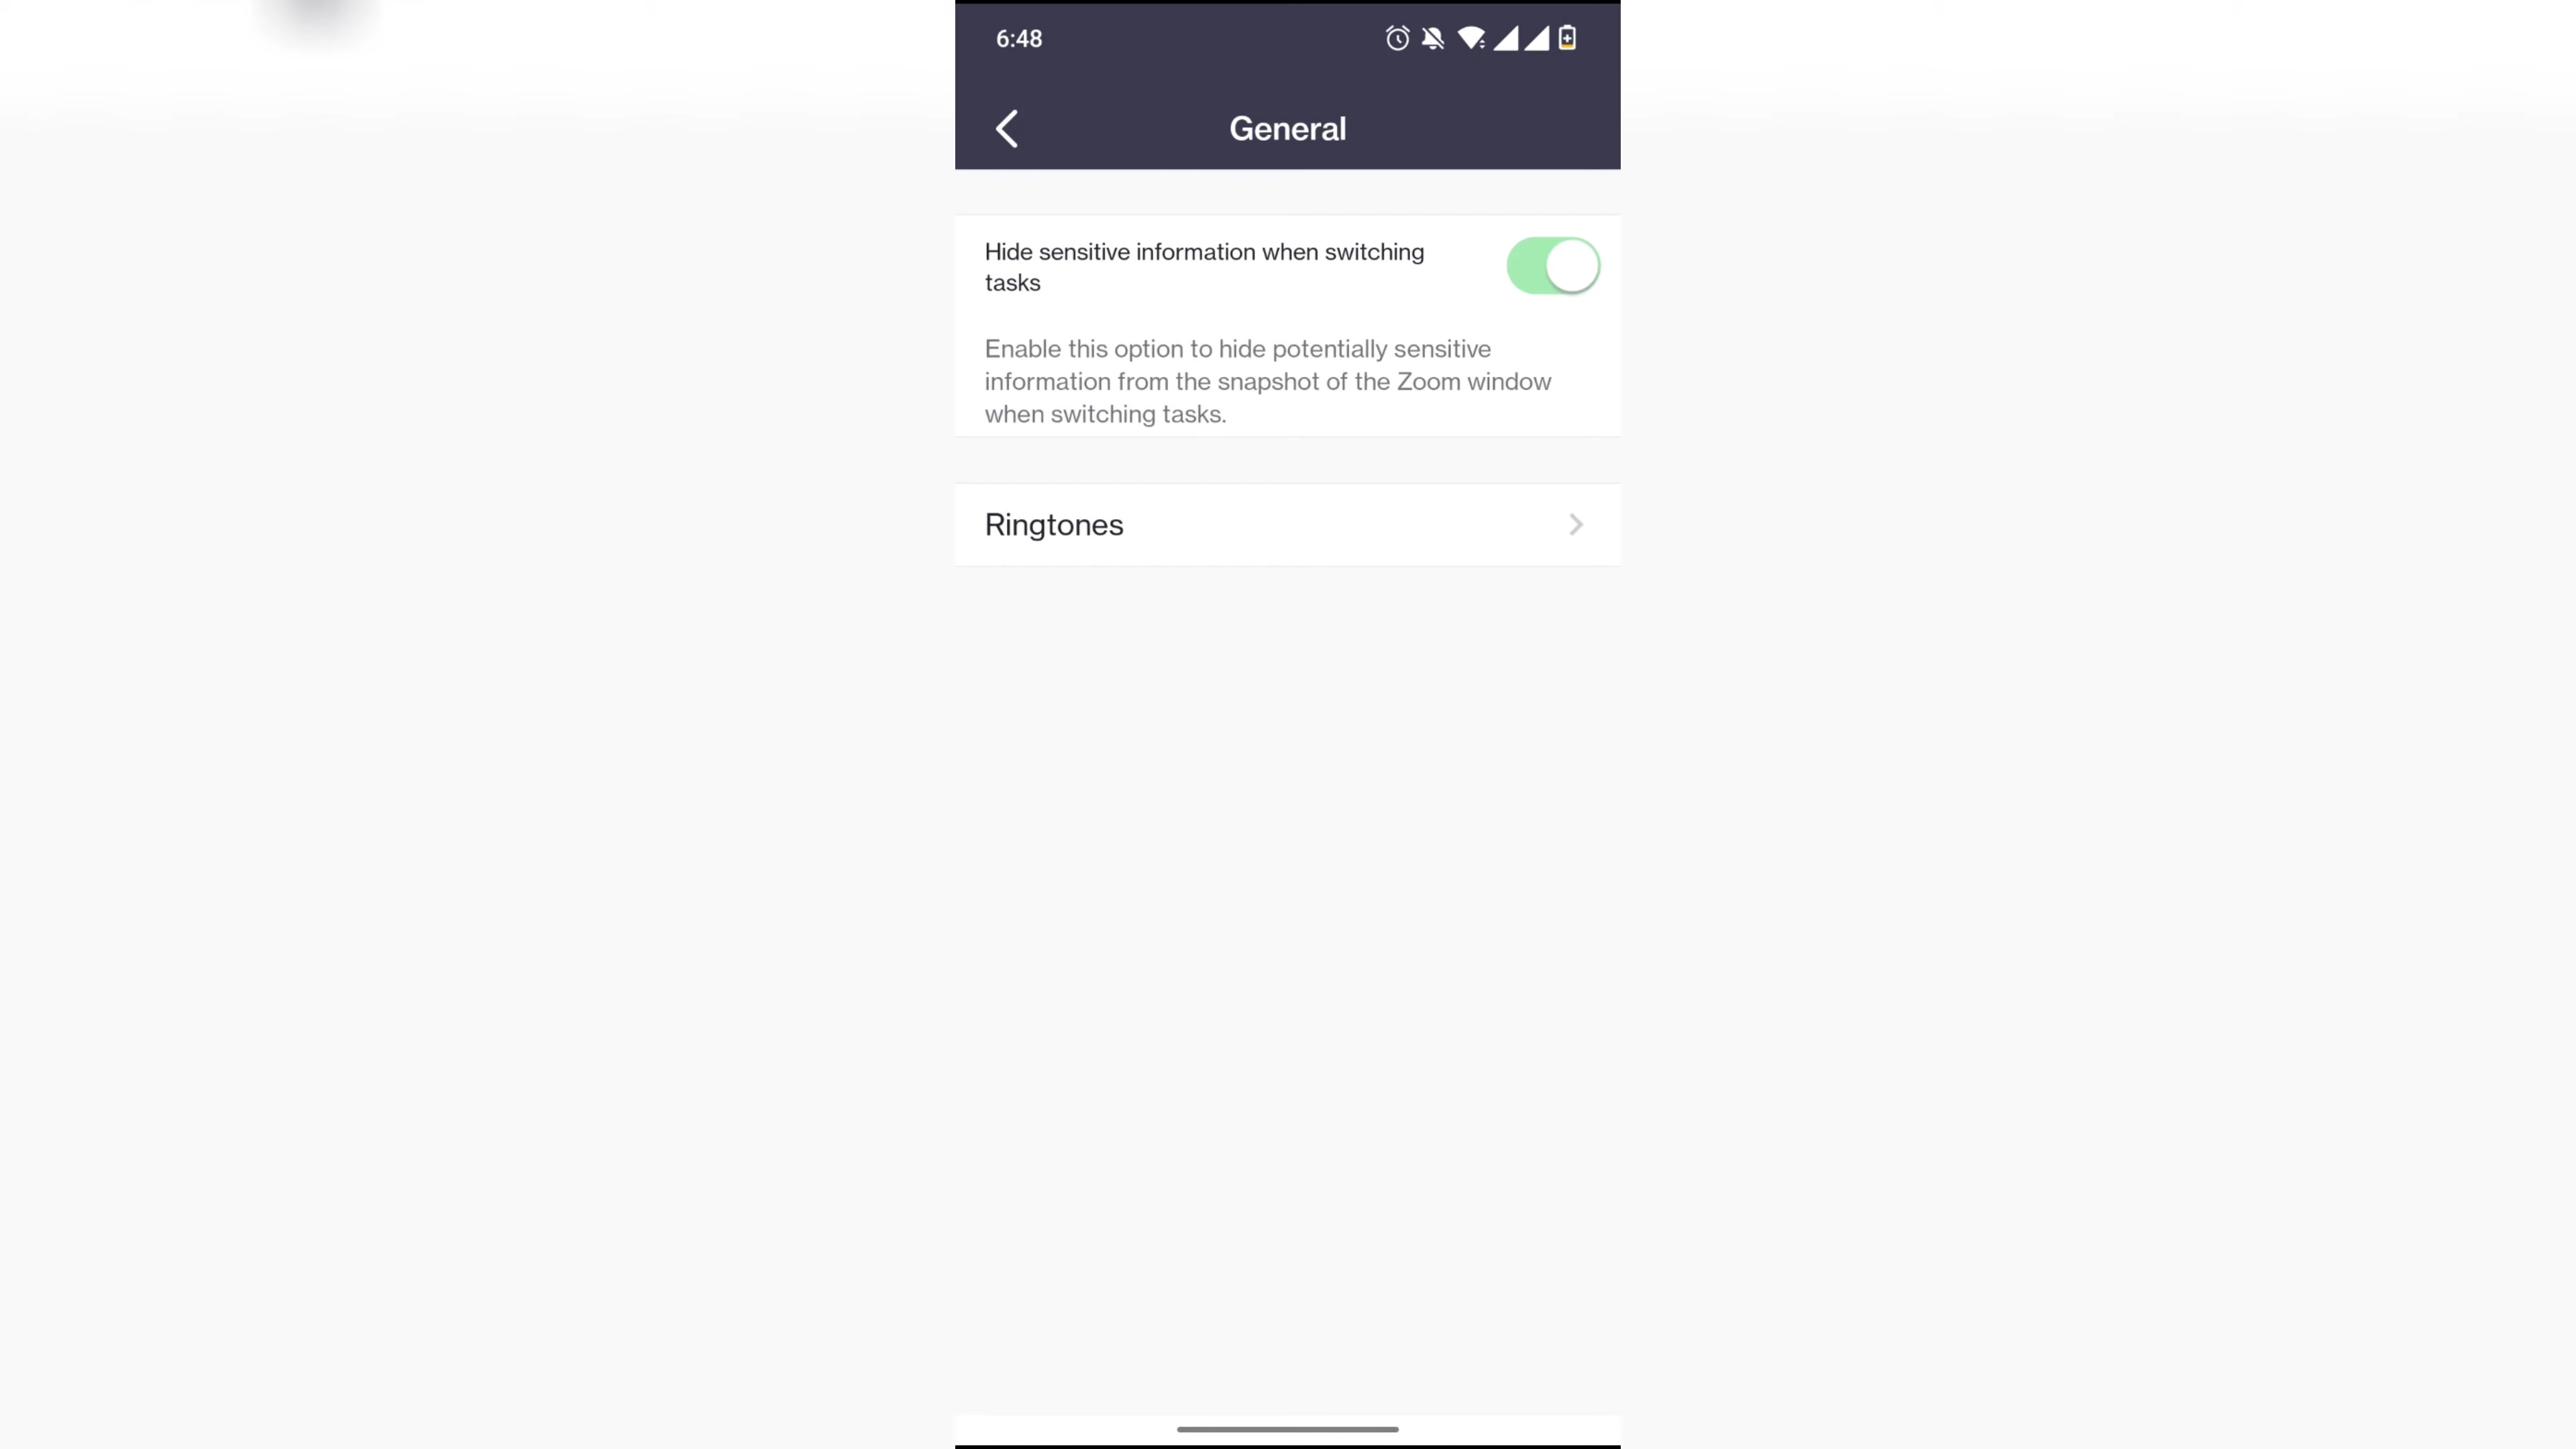 6:48
General
Hide sensitive information when switching
tasks
Enable this option to hide potentially sensitive
information from the snapshot of the Zoom window
when switching tasks.
Ringtones